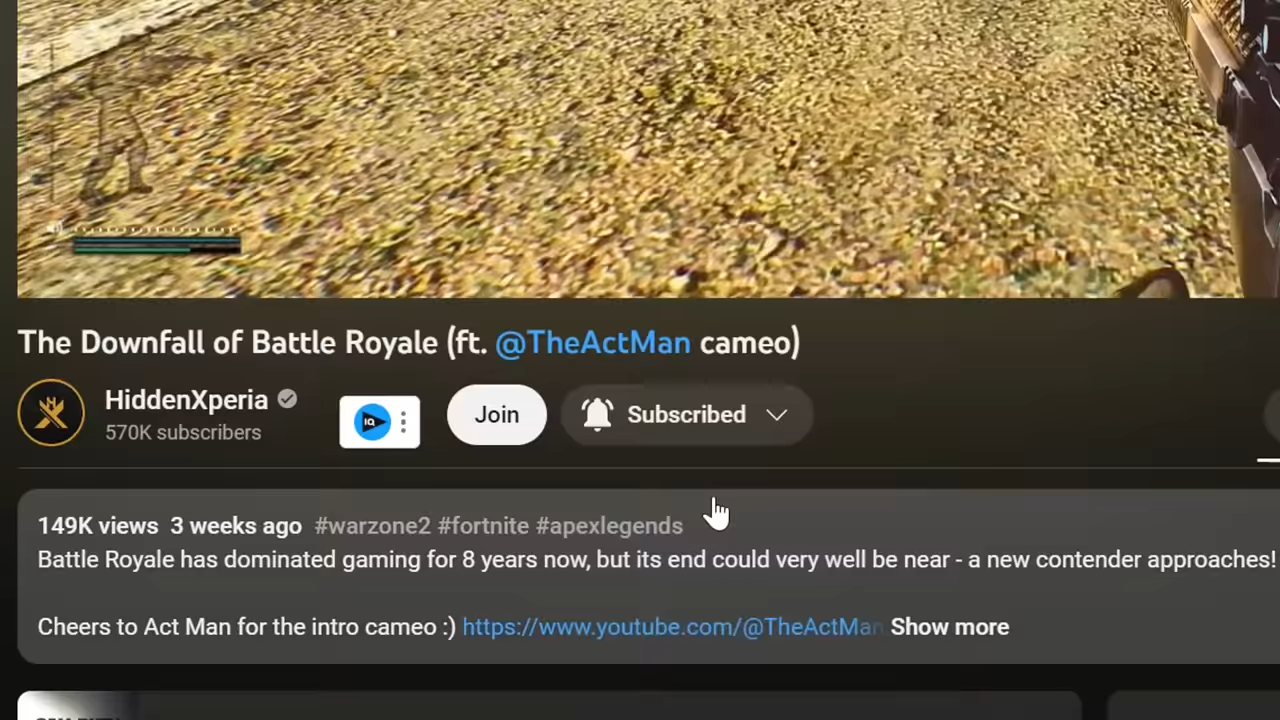 The Downfall of Battle Royale (ft. @TheActMan cameo)
HiddenXperia
570K subscribers
IQ
Join
Subscribed
149K views 3 weeks ago #warzone2 #fortnite #apexlegends
Battle Royale has dominated gaming for 8 years now, but its end could very well be near - a new contender approaches!
Cheers to Act Man for the intro cameo :) https://www.youtube.com/@TheActMan Show more